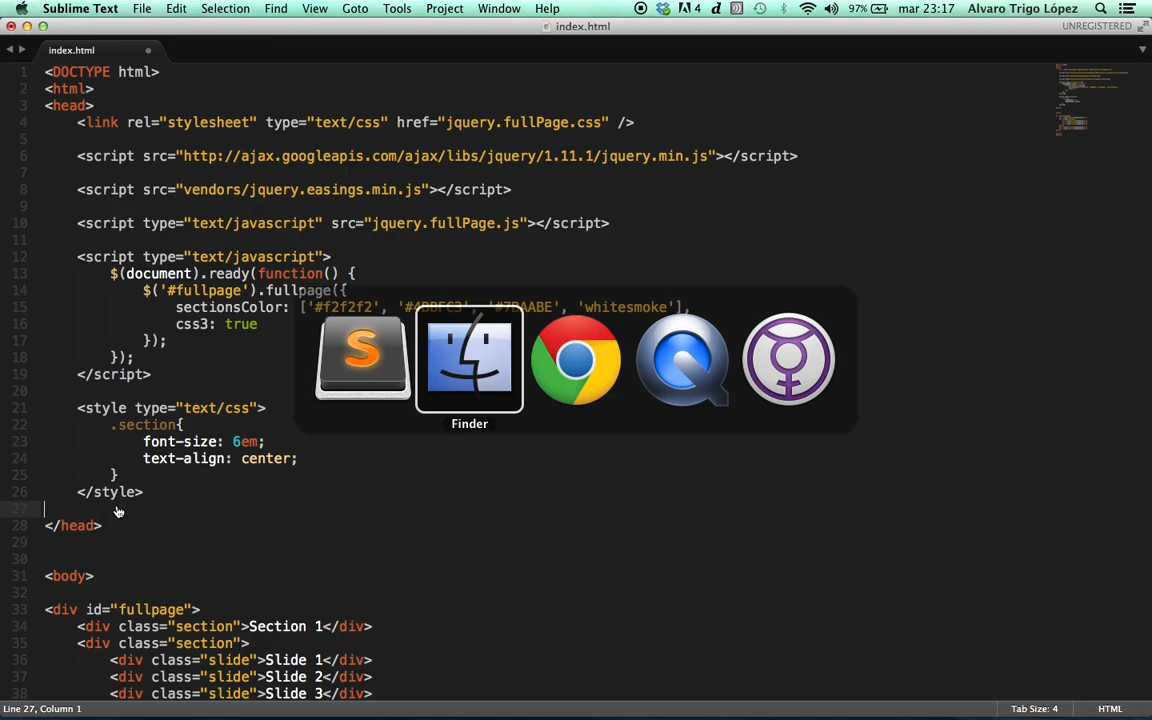 Sublime Text File Edit Selection Find View Goto Tools Project Window Help 4 97% mar 23:17 Alvaro Trigo López
index.html UNREGISTERED
index.html
1 <DOCTYPE html>
2 <html>
3 <head>
4 <link rel="stylesheet" type="text/css" href="jquery.fullPage.css" />
5
6 <script src="http://ajax.googleapis.com/ajax/libs/jquery/1.11.1/jquery.min.js"></script>
7
8 <script src="vendors/jquery.easings.min.js"></script>
9
10 <script type="text/javascript" src="jquery.fullPage.js"></script>
11
12 <script type="text/javascript">
13 $(document).ready(function() {
14 $('#fullpage').fullpage({
15 sectionsColor: ['#f2f2f2', '#4BBFC3', '#7BAABE', 'whitesmoke'],
16 css3: true
17 });
18 });
19 </script>
20
21 <style type="text/css">
22 .section{
23 font-size: 6em;
24 text-align: center;
25 }
26 </style>
27
28 </head>
29
30
31 <body>
32
33 <div id="fullpage">
34 <div class="section">Section 1</div>
35 <div class="section">
36 <div class="slide">Slide 1</div>
37 <div class="slide">Slide 2</div>
38 <div class="slide">Slide 3</div>
Finder
Line 27, Column 1 Tab Size: 4 HTML